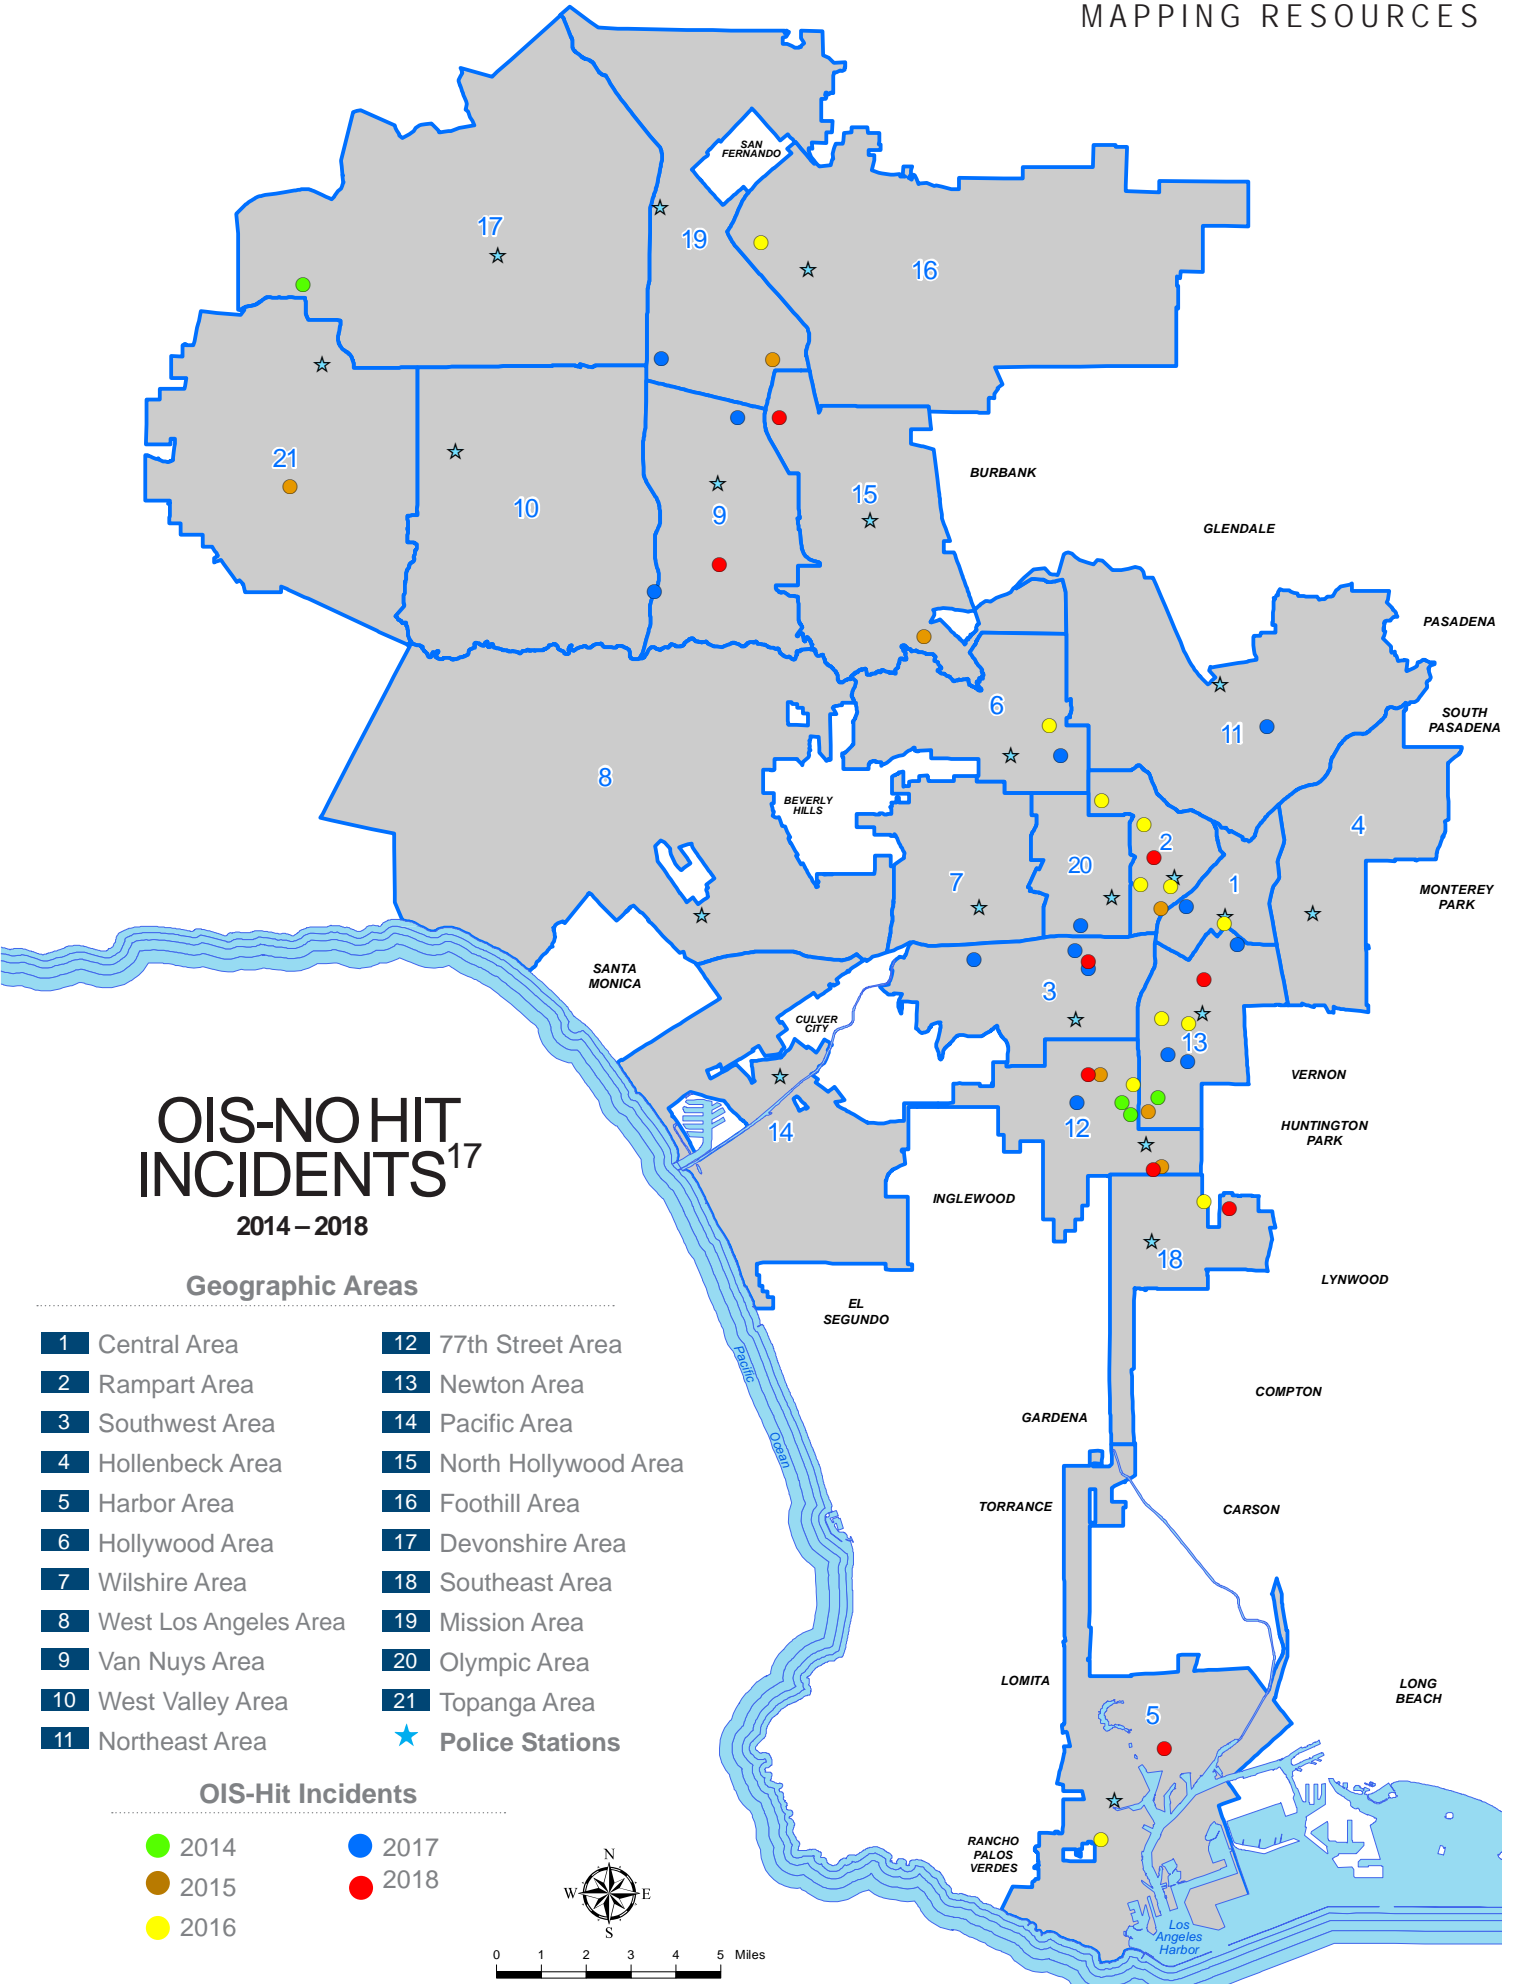 MAPPING RESOURCES
SAN
FERNANDO
17
19
16
21
10
9
15
BURBANK
GLENDALE
PASADENA
6
11
SOUTH
PASADENA
8
BEVERLY
HILLS
2
4
7
20
1
MONTEREY
PARK
SANTA
MONICA
3
CULVER
CITY
13
VERNON
14
12
HUNTINGTON
PARK
INGLEWOOD
18
LYNWOOD
EL
SEGUNDO
Pacific
Ocean
COMPTON
GARDENA
TORRANCE
CARSON
LOMITA
LONG
BEACH
5
RANCHO
PALOS
VERDES
Los
Angeles
Harbor
OIS-NO HIT
INCIDENTS17
2014 – 2018
Geographic Areas
1 Central Area
2 Rampart Area
3 Southwest Area
4 Hollenbeck Area
5 Harbor Area
6 Hollywood Area
7 Wilshire Area
8 West Los Angeles Area
9 Van Nuys Area
10 West Valley Area
11 Northeast Area
12 77th Street Area
13 Newton Area
14 Pacific Area
15 North Hollywood Area
16 Foothill Area
17 Devonshire Area
18 Southeast Area
19 Mission Area
20 Olympic Area
21 Topanga Area
Police Stations
OIS-Hit Incidents
2014
2015
2016
2017
2018
N
W E
S
0 1 2 3 4 5 Miles